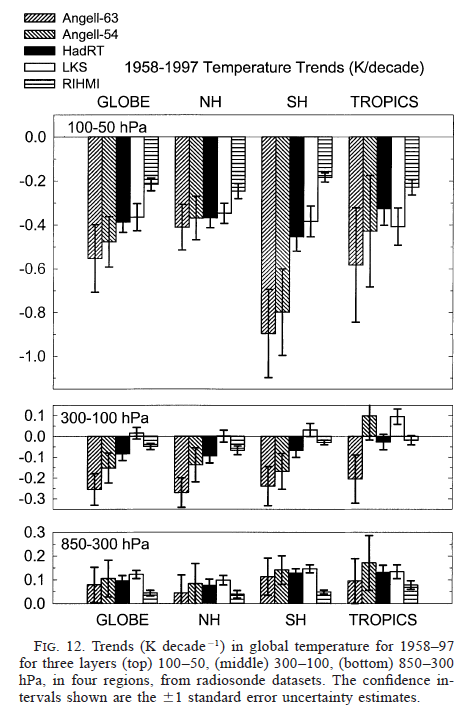 Angell-63
Angell-54
HadRT
LKS
RIHMI
1958-1997 Temperature Trends (K/decade)
GLOBE NH SH TROPICS
100-50 hPa
0.0
-0.2
-0.4
-0.6
-0.8
-1.0
300-100 hPa
0.1
0.0
-0.1
-0.2
-0.3
850-300 hPa
0.3
0.2
0.1
0.0
GLOBE NH SH TROPICS
FIG. 12. Trends (K decade⁻¹) in global temperature for 1958–97
for three layers (top) 100–50, (middle) 300–100, (bottom) 850–300
hPa, in four regions, from radiosonde datasets. The confidence in-
tervals shown are the ±1 standard error uncertainty estimates.